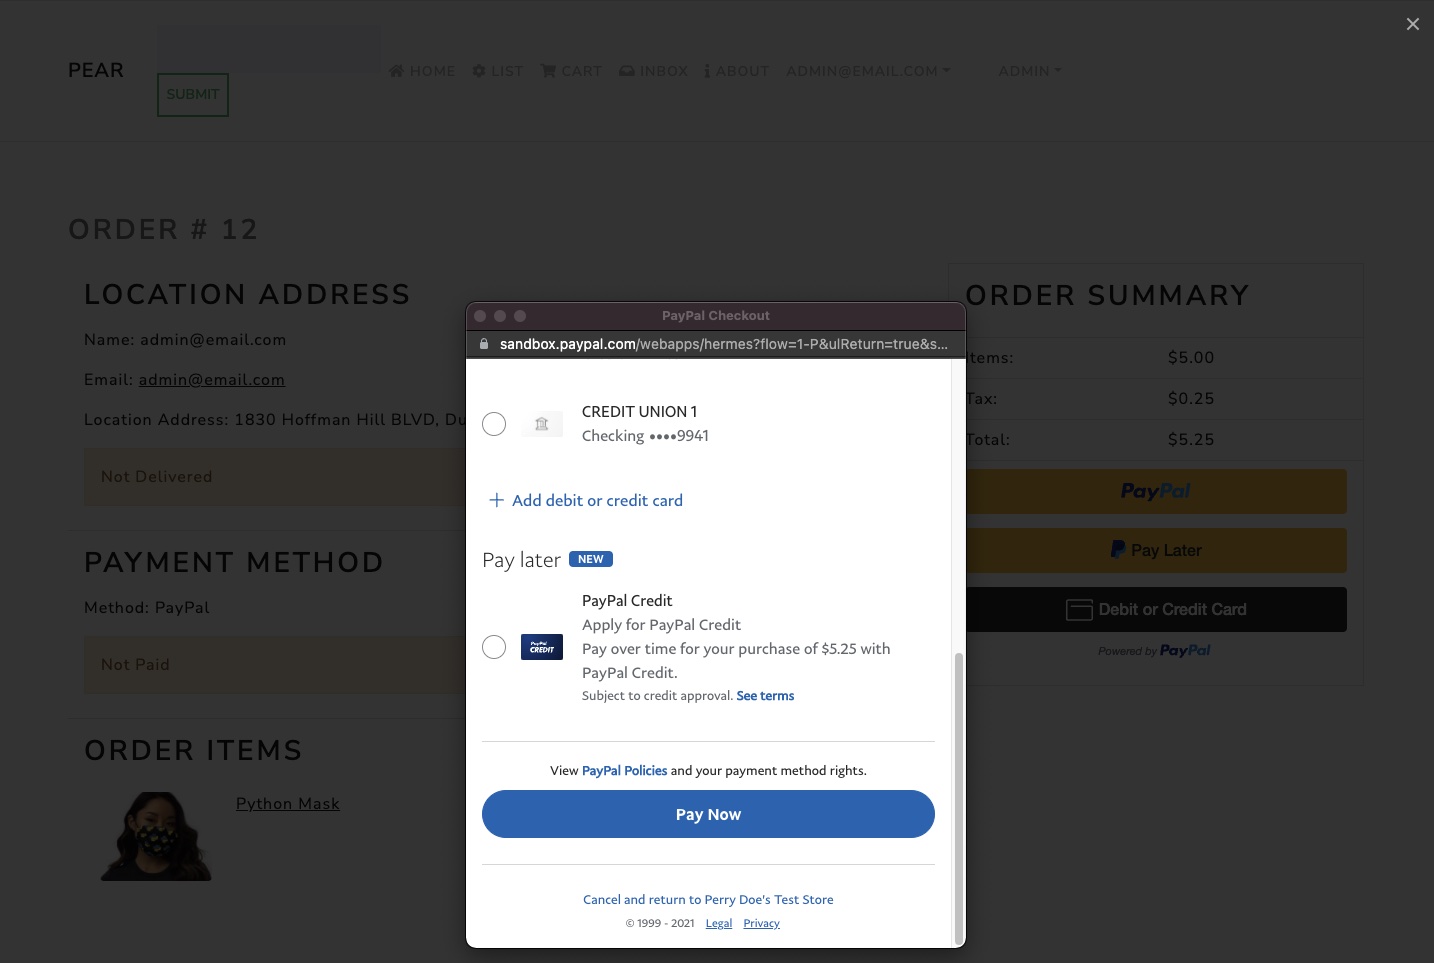 PEAR
SUBMIT
HOME
LIST
CART
INBOX
ABOUT
ADMIN@EMAIL.COM
ADMIN
ORDER # 12
LOCATION ADDRESS
Name: admin@email.com
Email: admin@email.com
Location Address: 1830 Hoffman Hill BLVD, Du
Not Delivered
PAYMENT METHOD
Method: PayPal
Not Paid
ORDER ITEMS
Python Mask
PayPal Checkout
sandbox.paypal.com/webapps/hermes?flow=1-P&ulReturn=true&s...
CREDIT UNION 1
Checking ••••9941
Add debit or credit card
Pay later NEW
PayPal Credit
PayPal CREDIT
Apply for PayPal Credit
Pay over time for your purchase of $5.25 with
PayPal Credit.
Subject to credit approval. See terms
View PayPal Policies and your payment method rights.
Pay Now
Cancel and return to Perry Doe's Test Store
© 1999 - 2021 Legal Privacy
ORDER SUMMARY
Items: $5.00
Tax: $0.25
Total: $5.25
PayPal
Pay Later
Debit or Credit Card
Powered by PayPal